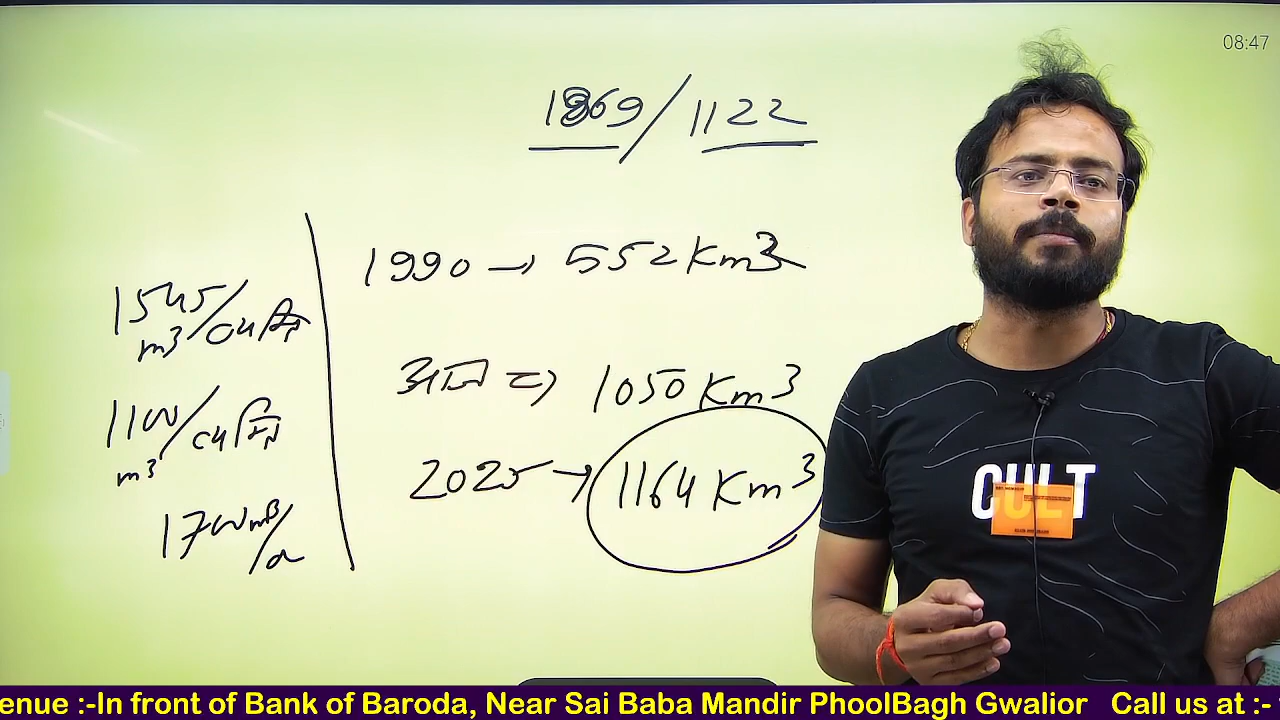 08:47
1869/1122
1545 m3/व्यक्ति
1100 m3/व्यक्ति
1700 m3/
1990 → 552 Km3
⇒ 1050 Km3
2025 → 1164 Km3
CULT
enue :-In front of Bank of Baroda, Near Sai Baba Mandir PhoolBagh Gwalior Call us at :-